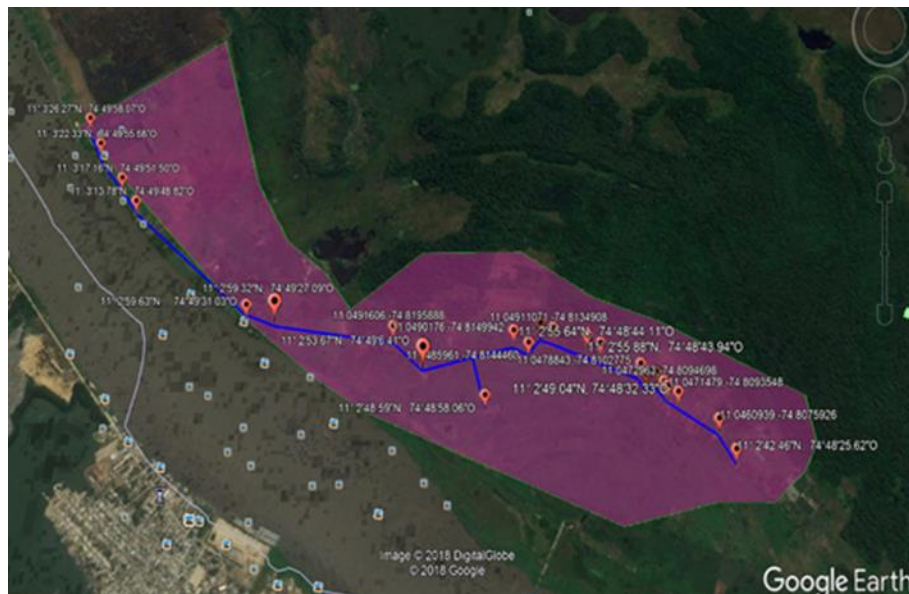 11° 3'26.27"N 74°49'58.07"O
11° 3'22.33"N 74°49'55.68"O
11° 3'17.16"N 74°49'51.50"O
11° 3'13.78"N 74°49'48.82"O
11° 2'59.32"N 74°49'27.09"O
11° 2'59.63"N 74°49'31.03"O
11.0491606 -74.8195888
11.0490176 -74.8149942
11.0491107 -74.8134908
11° 2'53.67"N 74°49'6.41"O
11° 2'55.64"N 74°48'44.11"O
11° 2'55.88"N 74°48'43.94"O
-74.8144460
11.0478843 -74.8102775
11.0472963 -74.8094698
11.0471479 -74.8093548
11° 2'49.04"N 74°48'32.33"O
11° 2'48.59"N 74°48'58.06"O
11.0460939 -74.8075926
11° 2'42.46"N 74°48'25.62"O
Image © 2018 DigitalGlobe
© 2018 Google
Google Earth